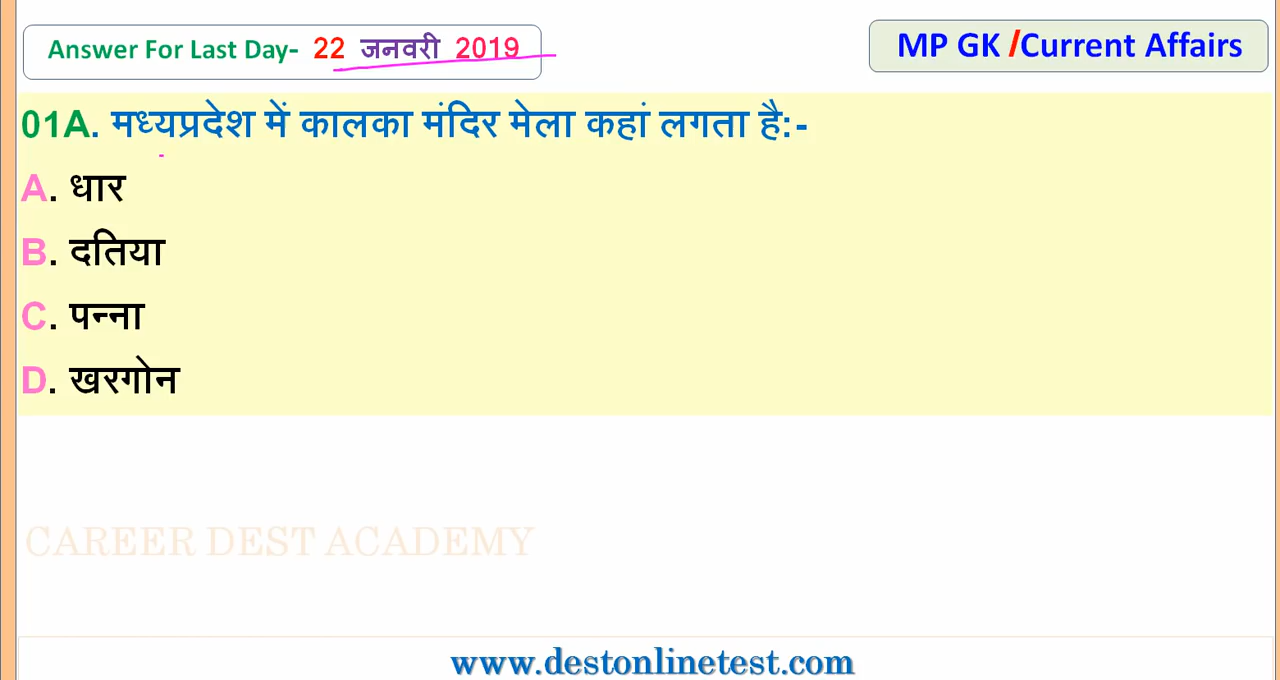 Answer For Last Day- 22 जनवरी 2019
MP GK /Current Affairs
01A. मध्यप्रदेश में कालका मंदिर मेला कहां लगता है:-
A. धार
B. दतिया
C. पन्ना
D. खरगोन
CAREER DEST ACADEMY
www.destonlinetest.com